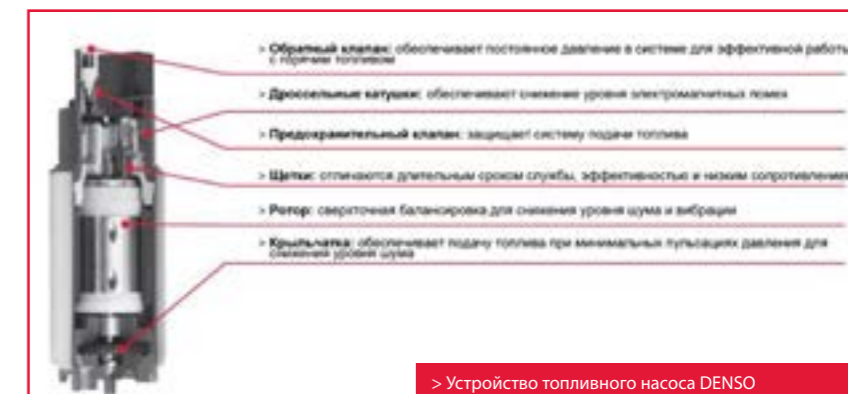 > Обратный клапан: обеспечивает постоянное давление в системе для эффективной работы
с горячим топливом
> Дроссельные катушки: обеспечивают снижение уровня электромагнитных помех
> Предохранительный клапан: защищает систему подачи топлива
> Щетки: отличаются длительным сроком службы, эффективностью и низким сопротивлением
> Ротор: сверхточная балансировка для снижения уровня шума и вибрации
> Крыльчатка: обеспечивает подачу топлива при минимальных пульсациях давления для
снижения уровня шума
> Устройство топливного насоса DENSO